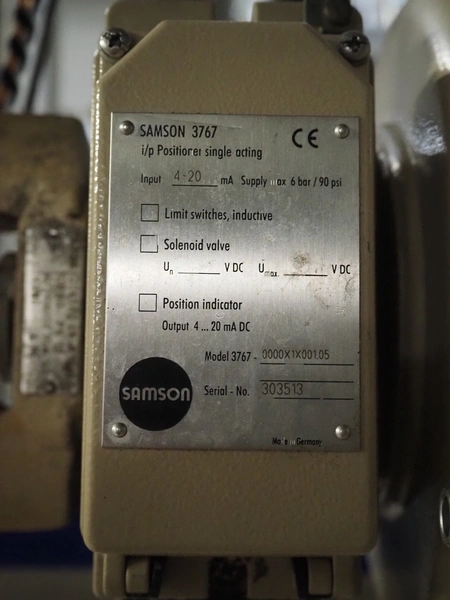 SAMSON 3767
CE
i/p Positioner single acting
Input 4-20 mA Supply max 6 bar / 90 psi
Limit switches, inductive
Solenoid valve
Un V DC Umax. V DC
Position indicator
Output 4 ... 20 mA DC
Model 3767 - 0000X1X001.05
Serial - No. 303513
SAMSON
Made in Germany